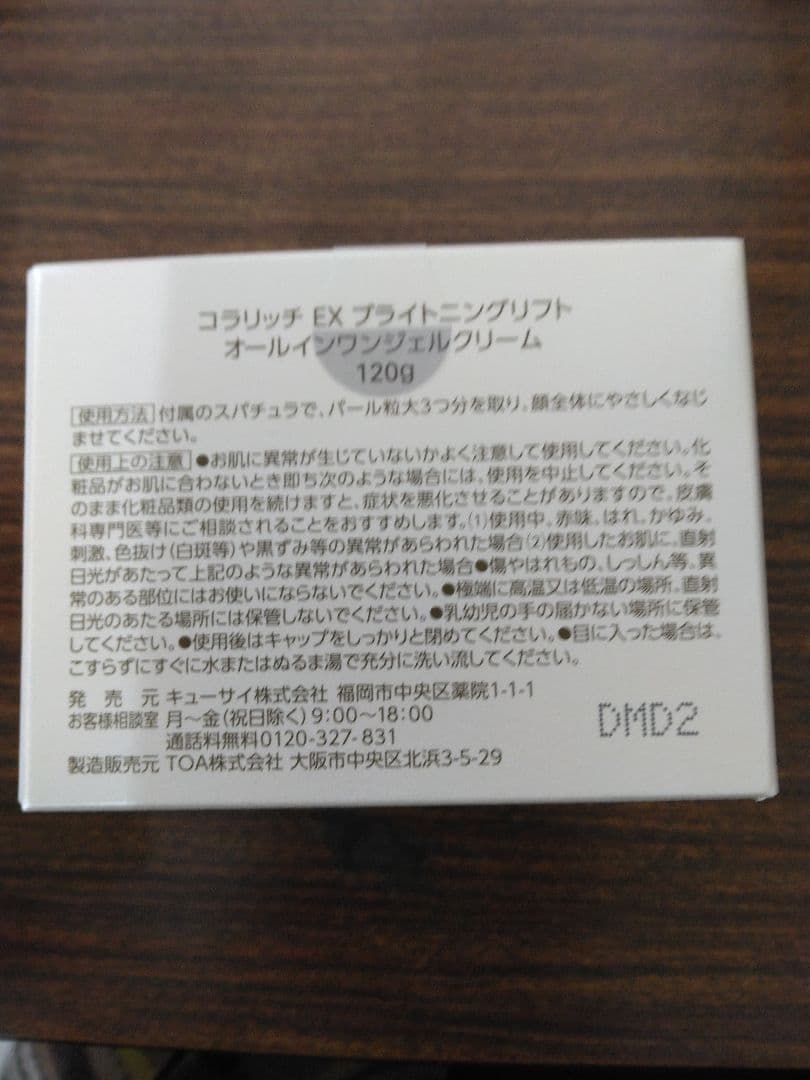 コラリッチ EX ブライトニングリフト
オールインワンジェルクリーム
120g
使用方法 付属のスパチュラで、パール粒大3つ分を取り、顔全体にやさしくなじ
ませてください。
使用上の注意 ●お肌に異常が生じていないかよく注意して使用してください。化
粧品がお肌に合わないとき即ち次のような場合には、使用を中止してください。そ
のまま化粧品類の使用を続けますと、症状を悪化させることがありますので、皮膚
科専門医等にご相談されることをおすすめします。(1)使用中、赤味、はれ、かゆみ、
刺激、色抜け(白斑等)や黒ずみ等の異常があらわれた場合(2)使用したお肌に、直射
日光があたって上記のような異常があらわれた場合●傷やはれもの、しっしん等、異
常のある部位にはお使いにならないでください。●極端に高温又は低温の場所、直射
日光のあたる場所には保管しないでください。●乳幼児の手の届かない場所に保管
してください。●使用後はキャップをしっかりと閉めてください。●目に入った場合は、
こすらずにすぐに水またはぬるま湯で充分に洗い流してください。
発売元 キューサイ株式会社 福岡市中央区薬院1-1-1
お客様相談室 月～金(祝日除く)9:00～18:00
通話料無料0120-327-831
製造販売元 TOA株式会社 大阪市中央区北浜3-5-29
DMD2